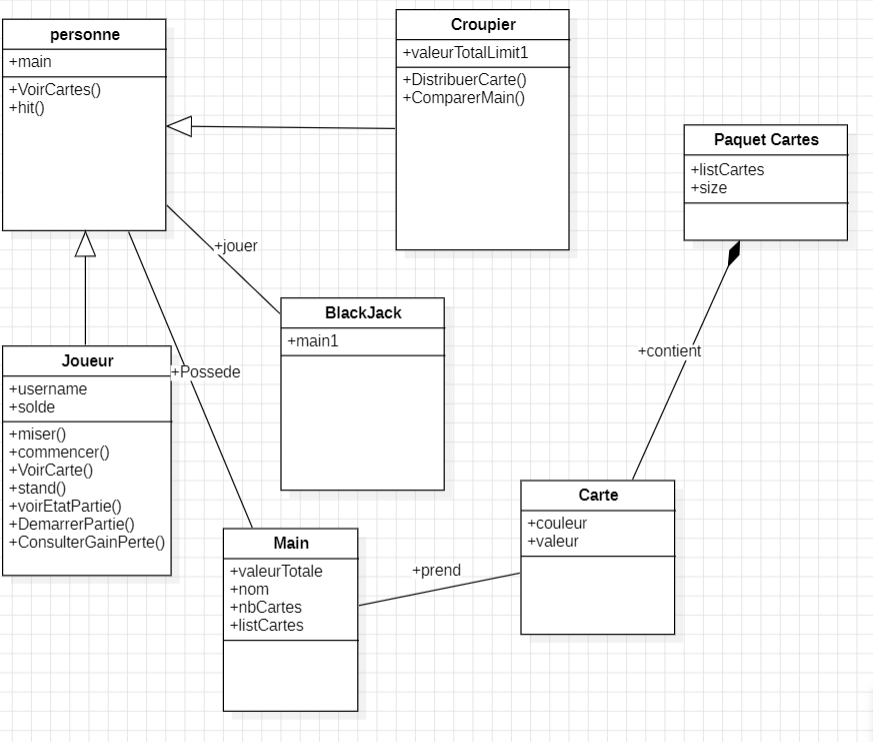 personne
+main
+VoirCartes()
+hit()
Croupier
+valeurTotalLimit1
+DistribuerCarte()
+ComparerMain()
Paquet Cartes
+listCartes
+size
+jouer
BlackJack
+main1
Joueur
+username
+solde
+miser()
+commencer()
+VoirCarte()
+stand()
+voirEtatPartie()
+DemarrerPartie()
+ConsulterGainPerte()
+Possede
+contient
Main
+valeurTotale
+nom
+nbCartes
+listCartes
+prend
Carte
+couleur
+valeur